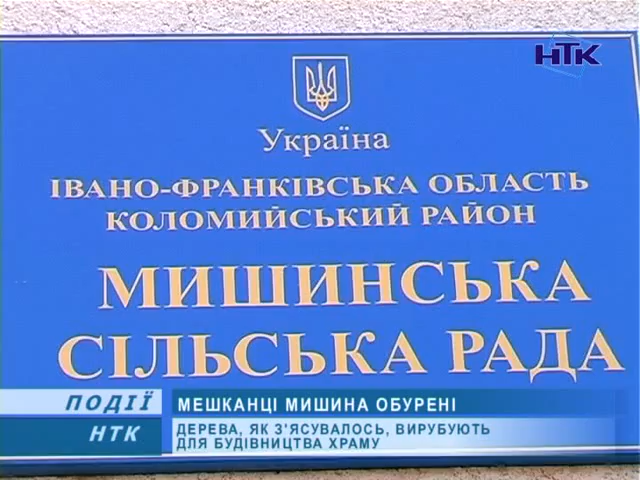 НТК
Україна
ІВАНО-ФРАНКІВСЬКА ОБЛАСТЬ
КОЛОМИЙСЬКИЙ РАЙОН
МИШИНСЬКА
СІЛЬСЬКА РАДА
ПОДІЇ
МЕШКАНЦІ МИШИНА ОБУРЕНІ
НТК
ДЕРЕВА, ЯК З'ЯСУВАЛОСЬ, ВИРУБУЮТЬ
ДЛЯ БУДІВНИЦТВА ХРАМУ